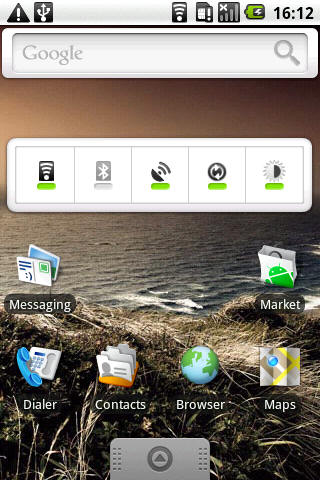 16:12
Google
Messaging
Market
Dialer
Contacts
Browser
Maps